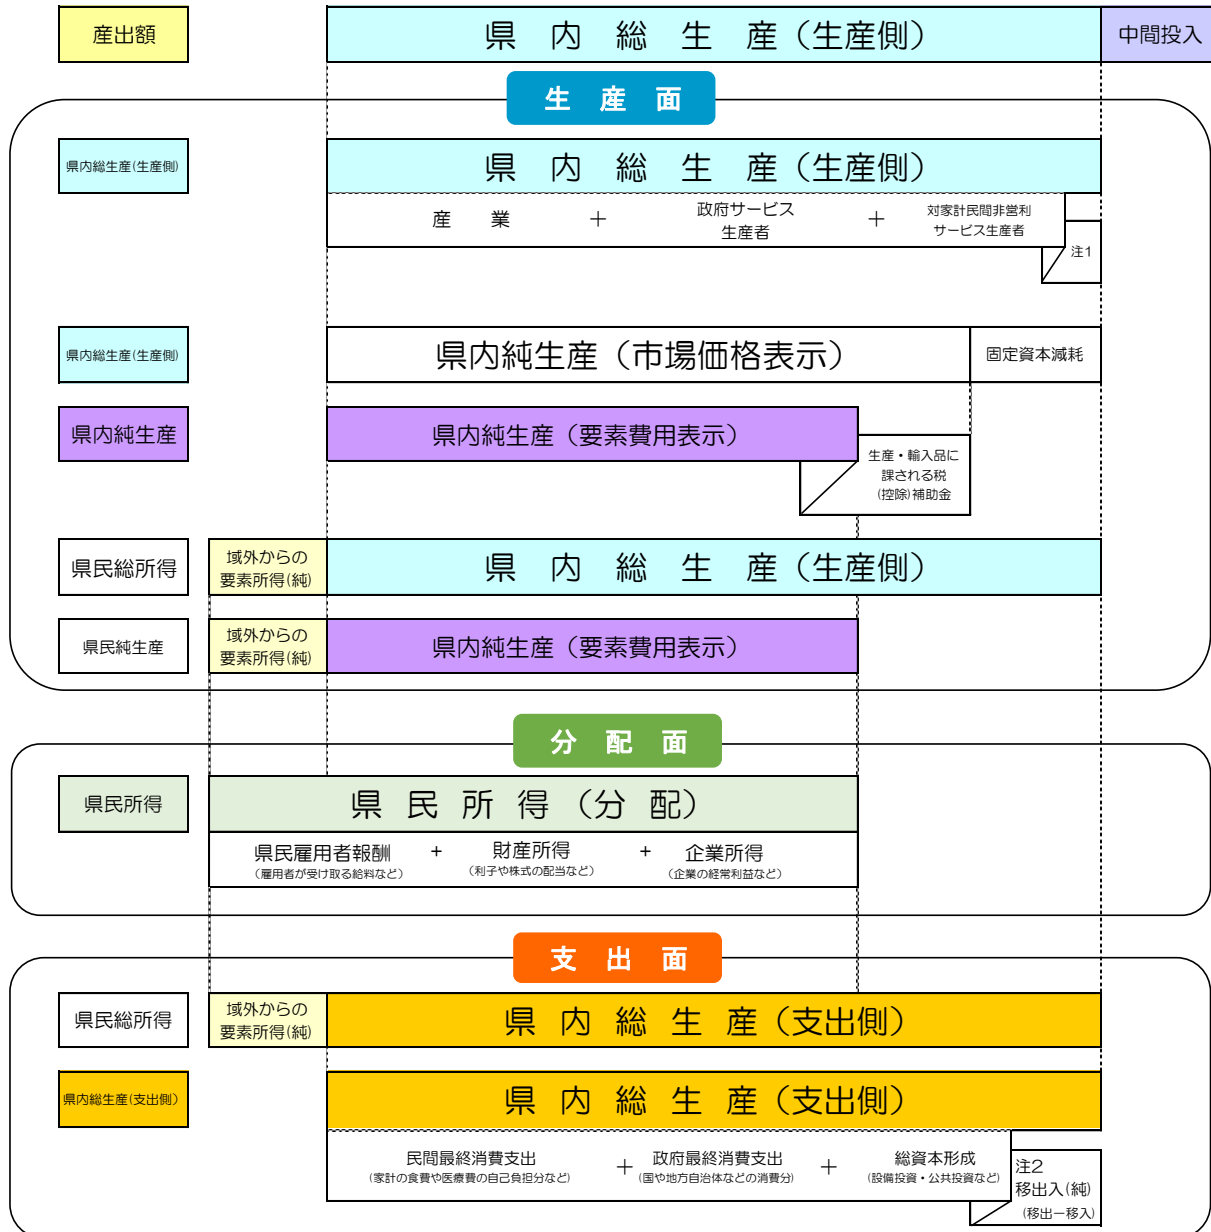 産出額
県内総生産（生産側）
中間投入
生産面
県内総生産(生産側)
県内総生産（生産側）
産業　＋　政府サービス生産者　＋　対家計民間非営利サービス生産者
注1
県内総生産(生産側)
県内純生産（市場価格表示）
固定資本減耗
県内純生産
県内純生産（要素費用表示）
生産・輸入品に
課される税
(控除)補助金
県民総所得
域外からの
要素所得(純)
県内総生産（生産側）
県民純生産
域外からの
要素所得(純)
県内純生産（要素費用表示）
分配面
県民所得
県民所得（分配）
県民雇用者報酬　+　財産所得　+　企業所得
(雇用者が受け取る給料など)　(利子や株式の配当など)　(企業の経常利益など)
支出面
県民総所得
域外からの
要素所得(純)
県内総生産（支出側）
県内総生産(支出側)
県内総生産（支出側）
民間最終消費支出　＋　政府最終消費支出　＋　総資本形成
(家計の食費や医療費の自己負担分など)　(国や地方自治体などの消費分)　(設備投資・公共投資など)
注2
移出入(純)
(移出ー移入)